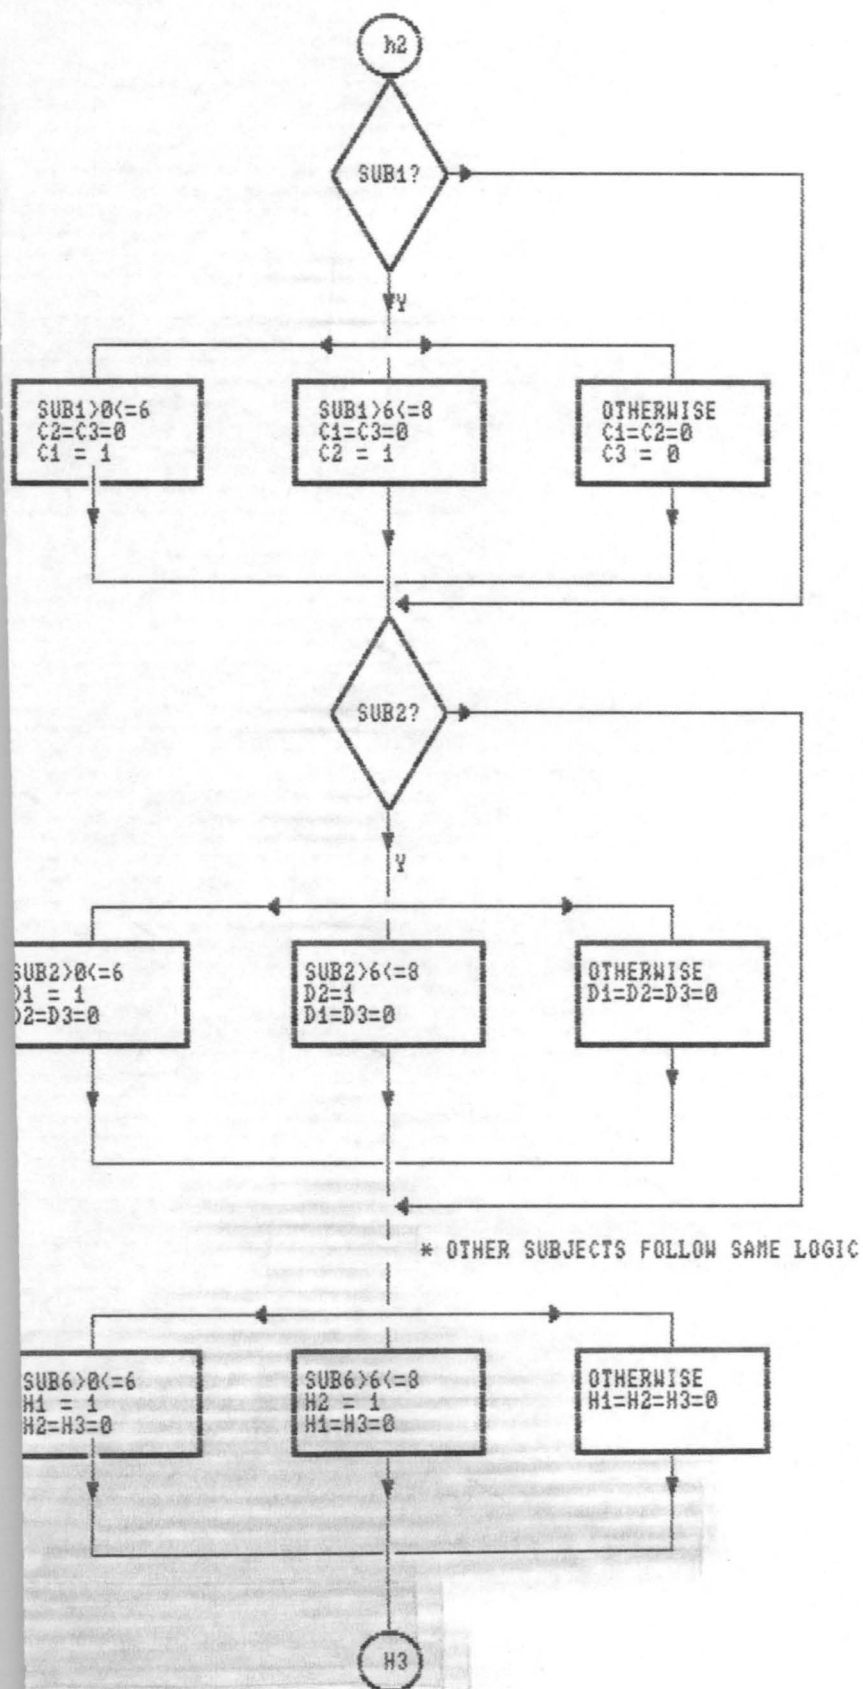 h2
SUB1?
Y
SUB1>0<=6
C2=C3=0
C1 = 1
SUB1>6<=8
C1=C3=0
C2 = 1
OTHERWISE
C1=C2=0
C3 = 0
SUB2?
Y
SUB2>0<=6
D1 = 1
D2=D3=0
SUB2>6<=8
D2=1
D1=D3=0
OTHERWISE
D1=D2=D3=0
* OTHER SUBJECTS FOLLOW SAME LOGIC
SUB6>0<=6
H1 = 1
H2=H3=0
SUB6>6<=8
H2 = 1
H1=H3=0
OTHERWISE
H1=H2=H3=0
H3